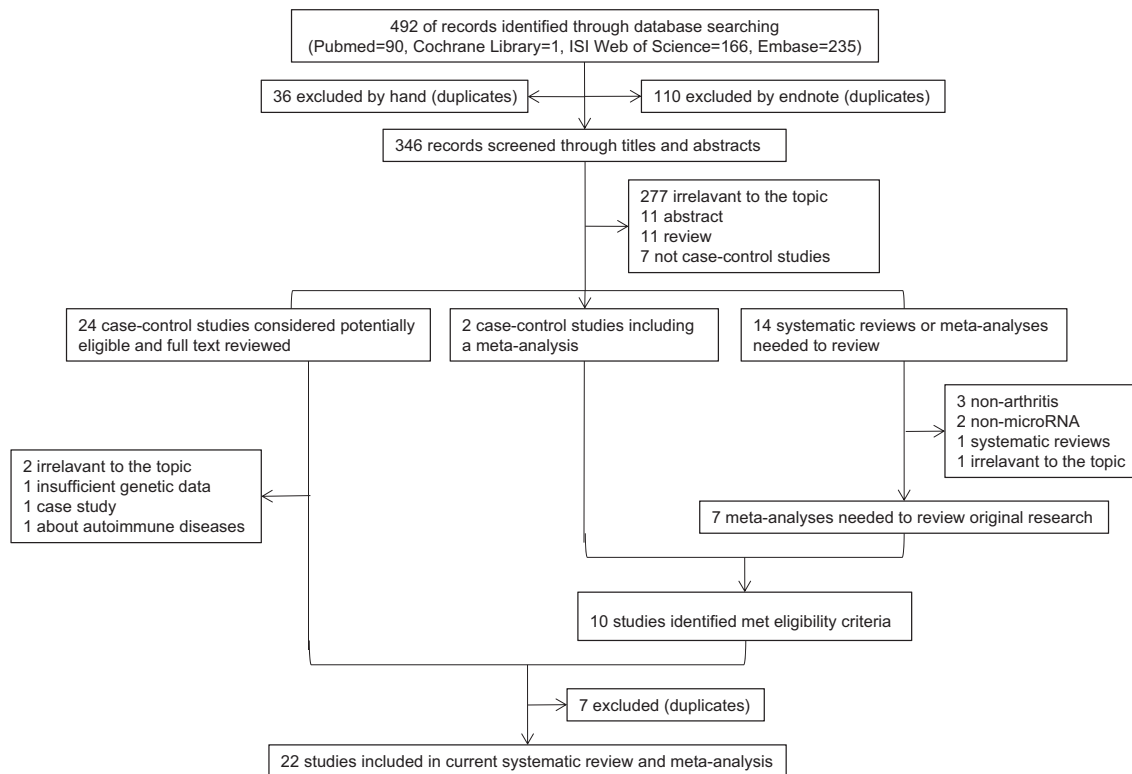 492 of records identified through database searching
(Pubmed=90, Cochrane Library=1, ISI Web of Science=166, Embase=235)
36 excluded by hand (duplicates)
110 excluded by endnote (duplicates)
346 records screened through titles and abstracts
277 irrelavant to the topic
11 abstract
11 review
7 not case-control studies
24 case-control studies considered potentially
eligible and full text reviewed
2 case-control studies including
a meta-analysis
14 systematic reviews or meta-analyses
needed to review
3 non-arthritis
2 non-microRNA
1 systematic reviews
1 irrelavant to the topic
2 irrelavant to the topic
1 insufficient genetic data
1 case study
1 about autoimmune diseases
7 meta-analyses needed to review original research
10 studies identified met eligibility criteria
7 excluded (duplicates)
22 studies included in current systematic review and meta-analysis